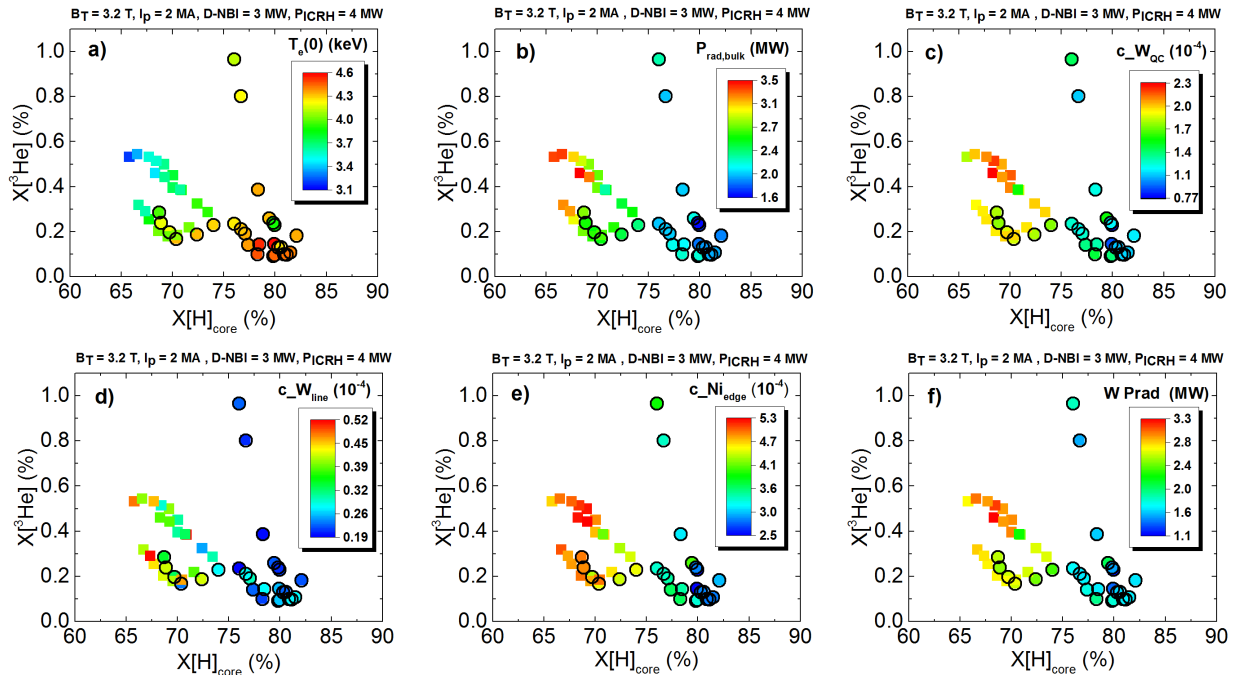 B_T = 3.2 T, I_p = 2 MA , D-NBI = 3 MW, P_ICRH = 4 MW
a)
T_e(0) (keV)
4.6
4.3
4.0
3.7
3.4
3.1
1.0
0.8
0.6
0.4
0.2
0.0
X[³He] (%)
60 65 70 75 80 85 90
X[H]_core (%)
B_T = 3.2 T, I_p = 2 MA , D-NBI = 3 MW, P_ICRH = 4 MW
b)
P_rad,bulk (MW)
3.5
3.1
2.7
2.4
2.0
1.6
1.0
0.8
0.6
0.4
0.2
0.0
X[³He] (%)
60 65 70 75 80 85 90
X[H]_core (%)
B_T = 3.2 T, I_p = 2 MA , D-NBI = 3 MW, P_ICRH = 4 MW
c)
c_W_QC (10⁻⁴)
2.3
2.0
1.7
1.4
1.1
0.77
1.0
0.8
0.6
0.4
0.2
0.0
X[³He] (%)
60 65 70 75 80 85 90
X[H]_core (%)
B_T = 3.2 T, I_p = 2 MA , D-NBI = 3 MW, P_ICRH = 4 MW
d)
c_W_line (10⁻⁴)
0.52
0.45
0.39
0.32
0.26
0.19
1.0
0.8
0.6
0.4
0.2
0.0
X[³He] (%)
60 65 70 75 80 85 90
X[H]_core (%)
B_T = 3.2 T, I_p = 2 MA , D-NBI = 3 MW, P_ICRH = 4 MW
e)
c_Ni_edge (10⁻⁴)
5.3
4.7
4.1
3.6
3.0
2.5
1.0
0.8
0.6
0.4
0.2
0.0
X[³He] (%)
60 65 70 75 80 85 90
X[H]_core (%)
B_T = 3.2 T, I_p = 2 MA , D-NBI = 3 MW, P_ICRH = 4 MW
f)
W Prad (MW)
3.3
2.8
2.4
2.0
1.5
1.1
1.0
0.8
0.6
0.4
0.2
0.0
X[³He] (%)
60 65 70 75 80 85 90
X[H]_core (%)